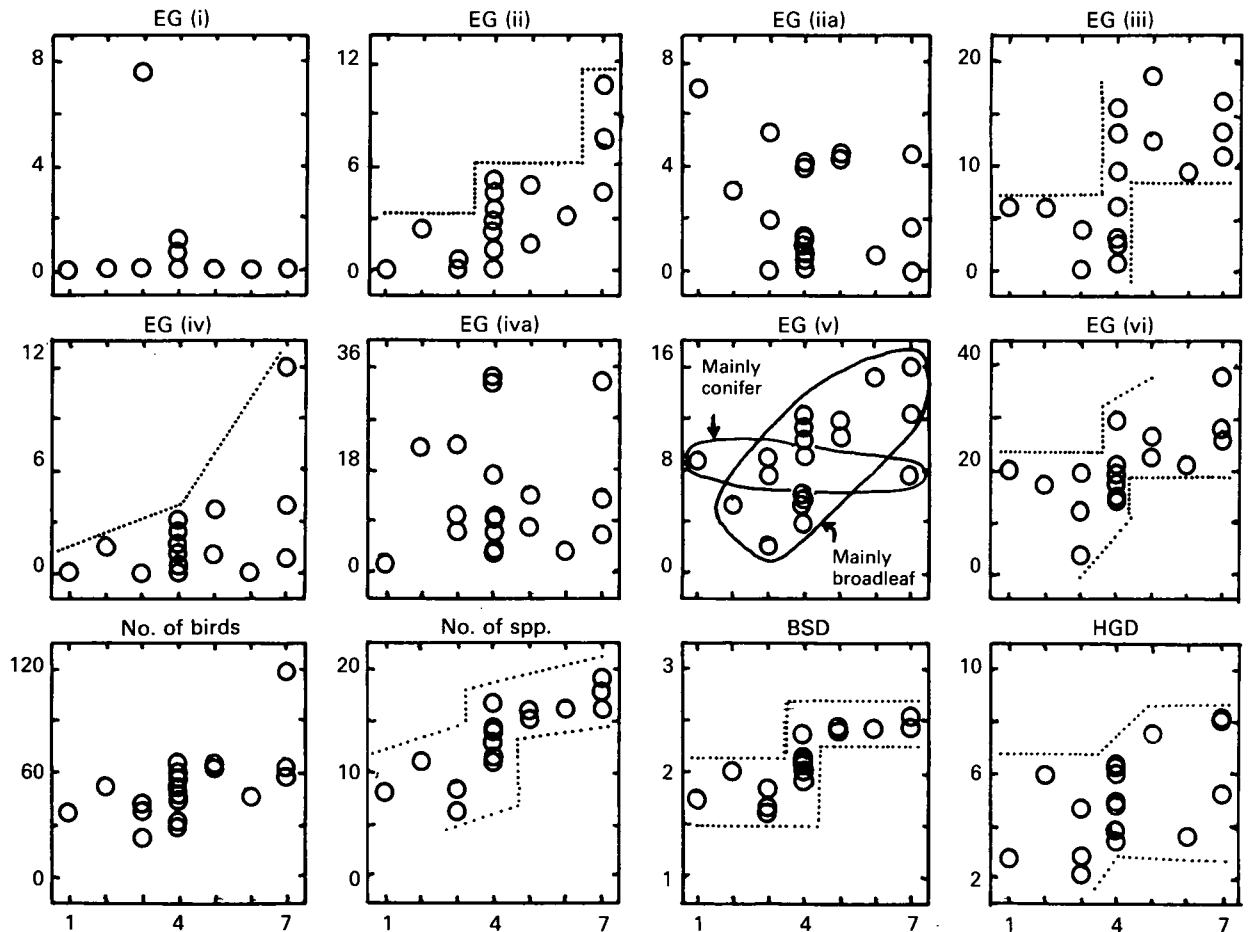 EG (i) EG (ii) EG (iia) EG (iii)
8 12 8 20
4 6 4 10
0 0 0 0
EG (iv) EG (iva) EG (v) EG (vi)
12 36 16 40
Mainly
conifer
6 18 8 20
Mainly
broadleaf
0 0 0 0
No. of birds No. of spp. BSD HGD
120 20 3 10
60 10 2 6
0 0 1 2
1 4 7 1 4 7 1 4 7 1 4 7